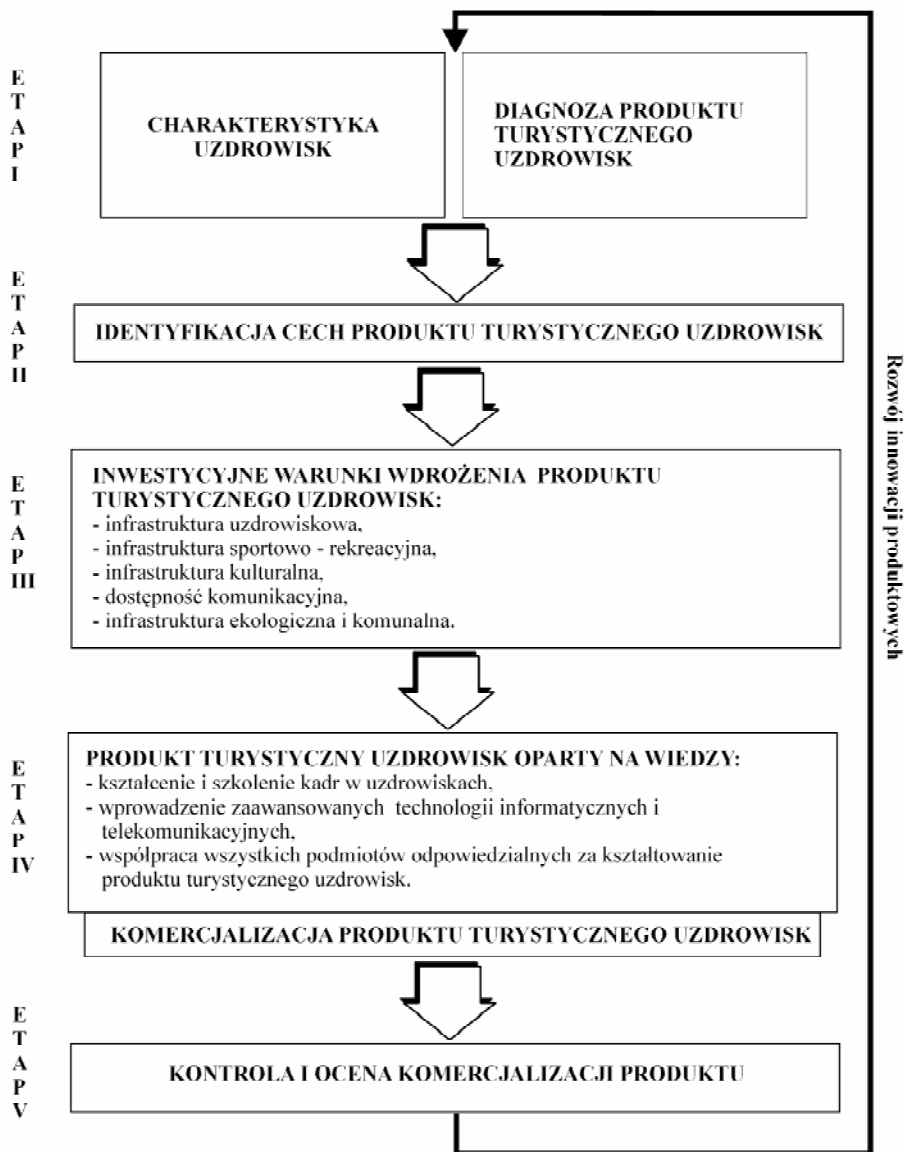 ETAP I
CHARAKTERYSTYKA
UZDROWISK
DIAGNOZA PRODUKTU
TURYSTYCZNEGO
UZDROWISK
ETAP II
IDENTYFIKACJA CECH PRODUKTU TURYSTYCZNEGO UZDROWISK
ETAP III
INWESTYCYJNE WARUNKI WDROŻENIA PRODUKTU
TURYSTYCZNEGO UZDROWISK:
- infrastruktura uzdrowiskowa,
- infrastruktura sportowo - rekreacyjna,
- infrastruktura kulturalna,
- dostępność komunikacyjna,
- infrastruktura ekologiczna i komunalna.
ETAP IV
PRODUKT TURYSTYCZNY UZDROWISK OPARTY NA WIEDZY:
- kształcenie i szkolenie kadr w uzdrowiskach,
- wprowadzenie zaawansowanych technologii informatycznych i
telekomunikacyjnych,
- współpraca wszystkich podmiotów odpowiedzialnych za kształtowanie
produktu turystycznego uzdrowisk.
KOMERCJALIZACJA PRODUKTU TURYSTYCZNEGO UZDROWISK
ETAP V
KONTROLA I OCENA KOMERCJALIZACJI PRODUKTU
Rozwój innowacji produktowych